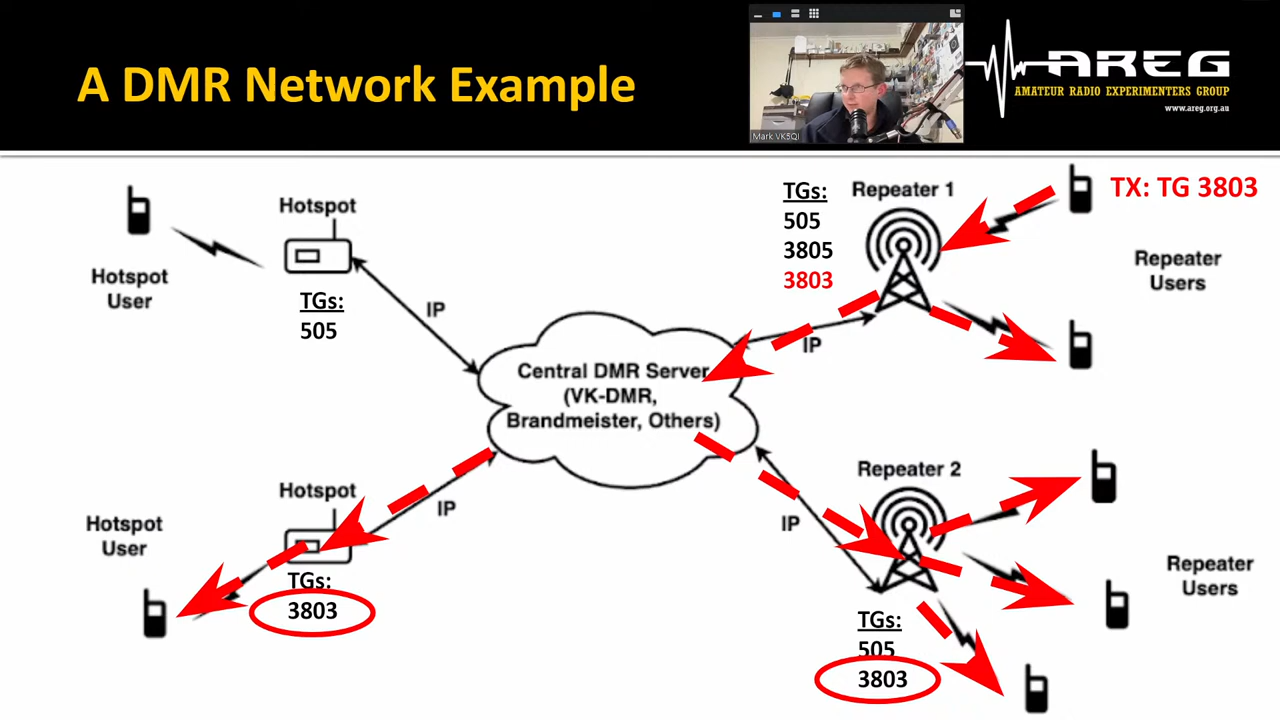 A DMR Network Example
Mark VK5QI
AREG
AMATEUR RADIO EXPERIMENTERS GROUP
www.areg.org.au
Hotspot
Hotspot
User
TGs:
505
IP
TGs:
505
3805
3803
Repeater 1
TX: TG 3803
Repeater
Users
IP
Central DMR Server
(VK-DMR,
Brandmeister, Others)
Hotspot
Hotspot
User
TGs:
3803
IP
IP
Repeater 2
Repeater
Users
TGs:
505
3803